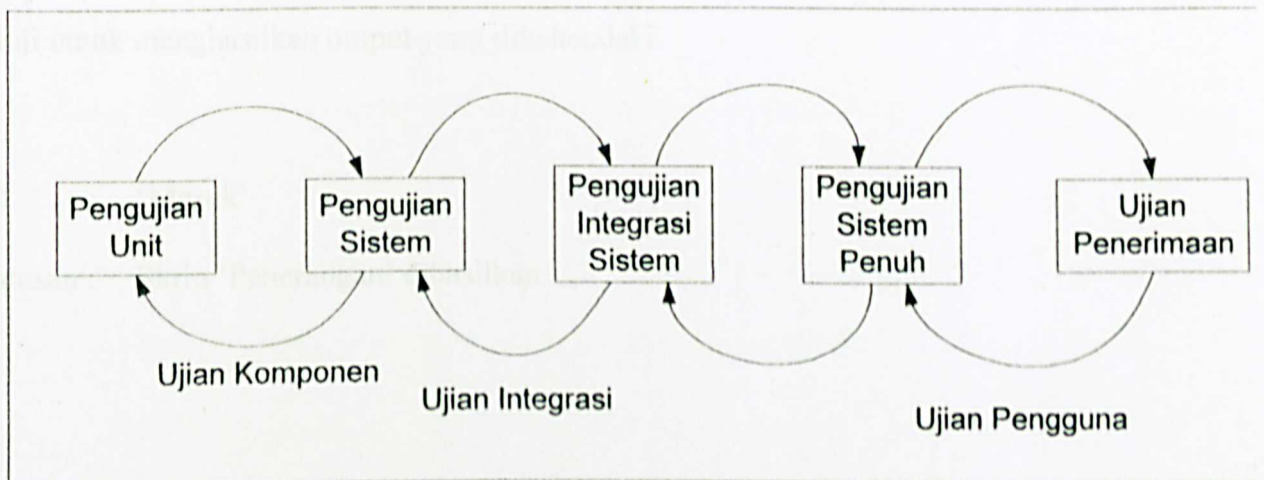 Pengujian
Unit
Pengujian
Sistem
Pengujian
Integrasi
Sistem
Pengujian
Sistem
Penuh
Ujian
Penerimaan
Ujian Komponen
Ujian Integrasi
Ujian Pengguna